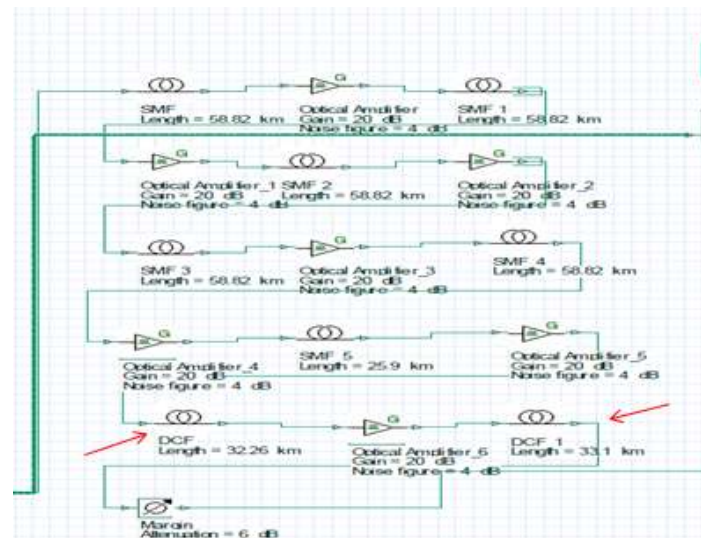 G
SMF
Length = 58.82 km
Optical Amplifier
Gain = 20 dB
Noise figure = 4 dB
SMF 1
Length = 58.82 km
G
G
Optical Amplifier_1
Gain = 20 dB
Noise figure = 4 dB
SMF 2
Length = 58.82 km
Optical Amplifier_2
Gain = 20 dB
Noise figure = 4 dB
G
SMF 3
Length = 58.82 km
Optical Amplifier_3
Gain = 20 dB
Noise figure = 4 dB
SMF 4
Length = 58.82 km
G
G
Optical Amplifier_4
Gain = 20 dB
Noise figure = 4 dB
SMF 5
Length = 25.9 km
Optical Amplifier_5
Gain = 20 dB
Noise figure = 4 dB
G
DCF
Length = 32.26 km
Optical Amplifier_6
Gain = 20 dB
Noise figure = 4 dB
DCF 1
Length = 33.1 km
Margin
Attenuation = 6 dB